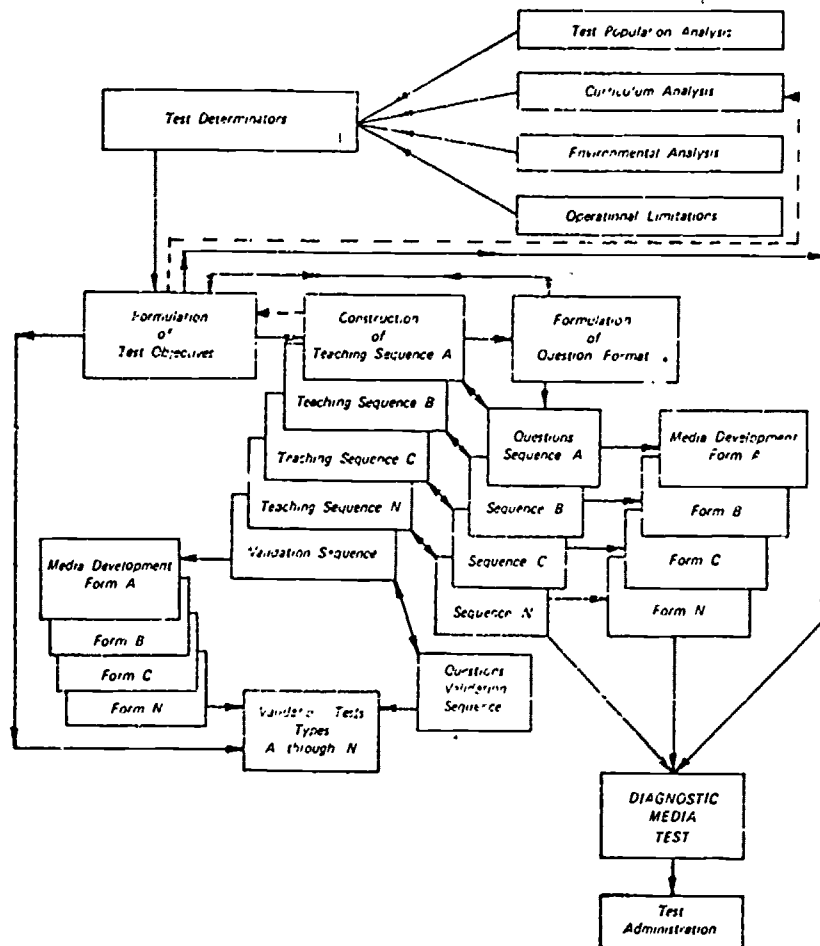 Test Population Analysis
Curriculum Analysis
Test Determinators
Environmental Analysis
Operational Limitations
Formulation
of
Test Objectives
Construction
of
Teaching Sequence A
Formulation
of
Question Format
Teaching Sequence B
Questions
Sequence A
Media Development
Form A
Teaching Sequence C
Sequence B
Form B
Teaching Sequence N
Sequence C
Form C
Validation Sequence
Sequence N
Form N
Media Development
Form A
Form B
Form C
Form N
Questions
Validation
Sequence
Tests
Types
A through N
DIAGNOSTIC
MEDIA
TEST
Test
Administration